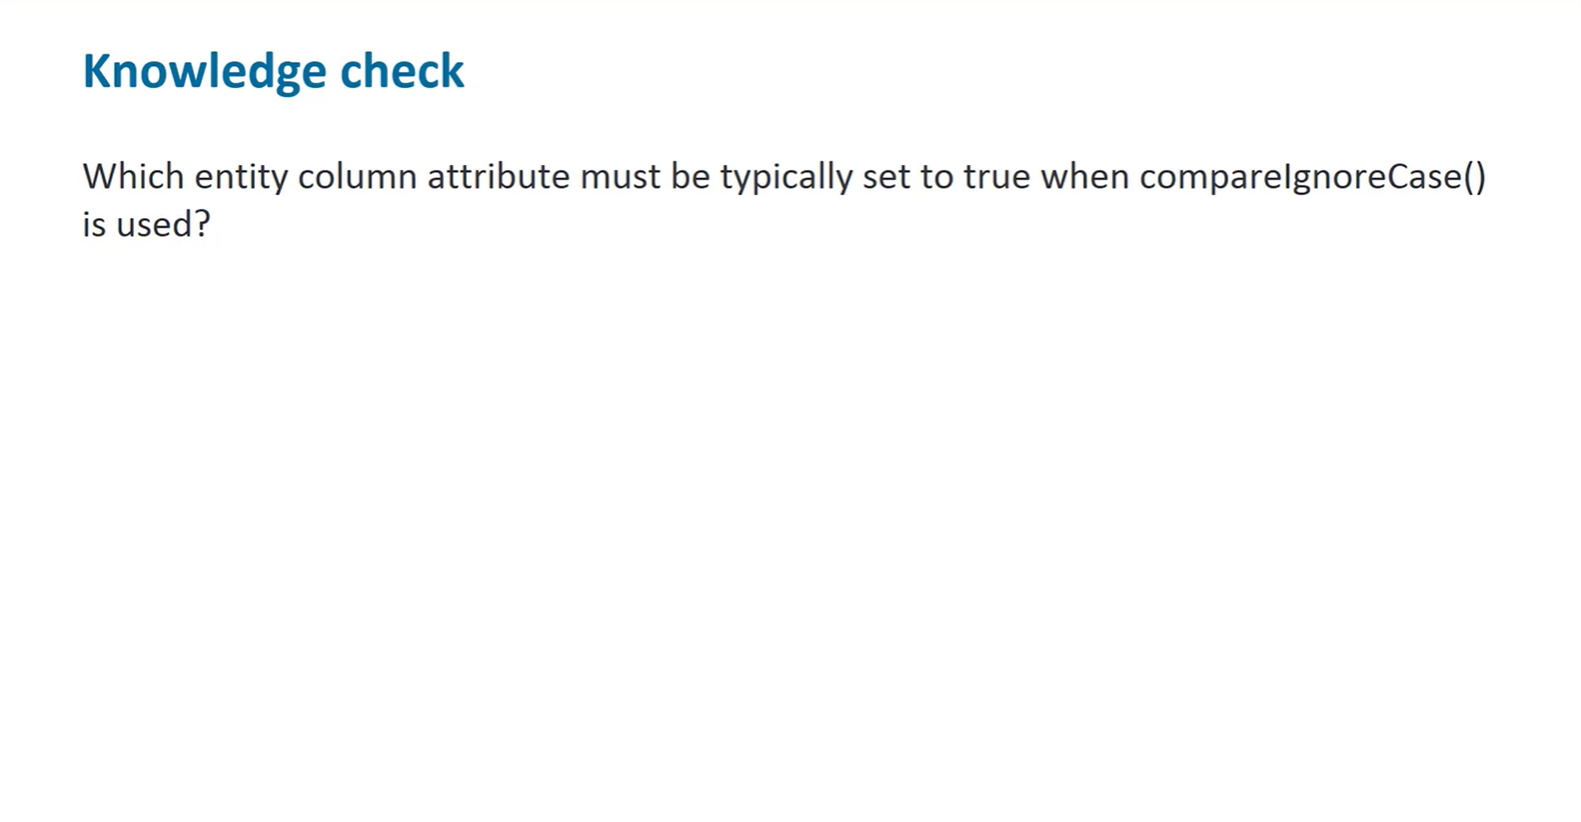 Knowledge check
Which entity column attribute must be typically set to true when compareIgnoreCase()
is used?